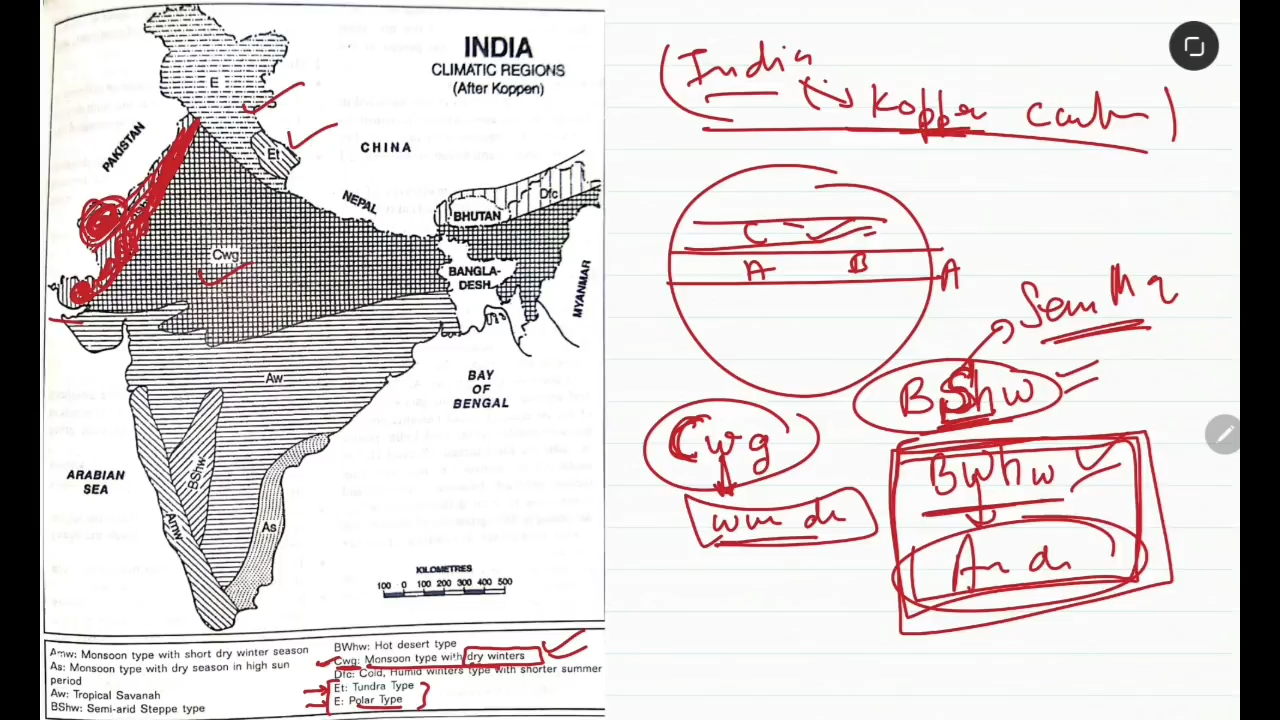 INDIA
CLIMATIC REGIONS
(After Koppen)
E
PAKISTAN
Et
CHINA
NEPAL
Dfc
BHUTAN
Cwg
BANGLA-
DESH
MYANMAR
Aw
BAY
OF
BENGAL
ARABIAN
SEA
BShw
Amw
As
KILOMETRES
100 0 100 200 300 400 500
Amw: Monsoon type with short dry winter season
As: Monsoon type with dry season in high sun
period
Aw: Tropical Savanah
BShw: Semi-arid Steppe type
BWhw: Hot desert type
Cwg: Monsoon type with dry winters
Dfc: Cold, Humid winters type with shorter summer
Et: Tundra Type
E: Polar Type
(India
C
A B A
BShw
Cwg
BWhw